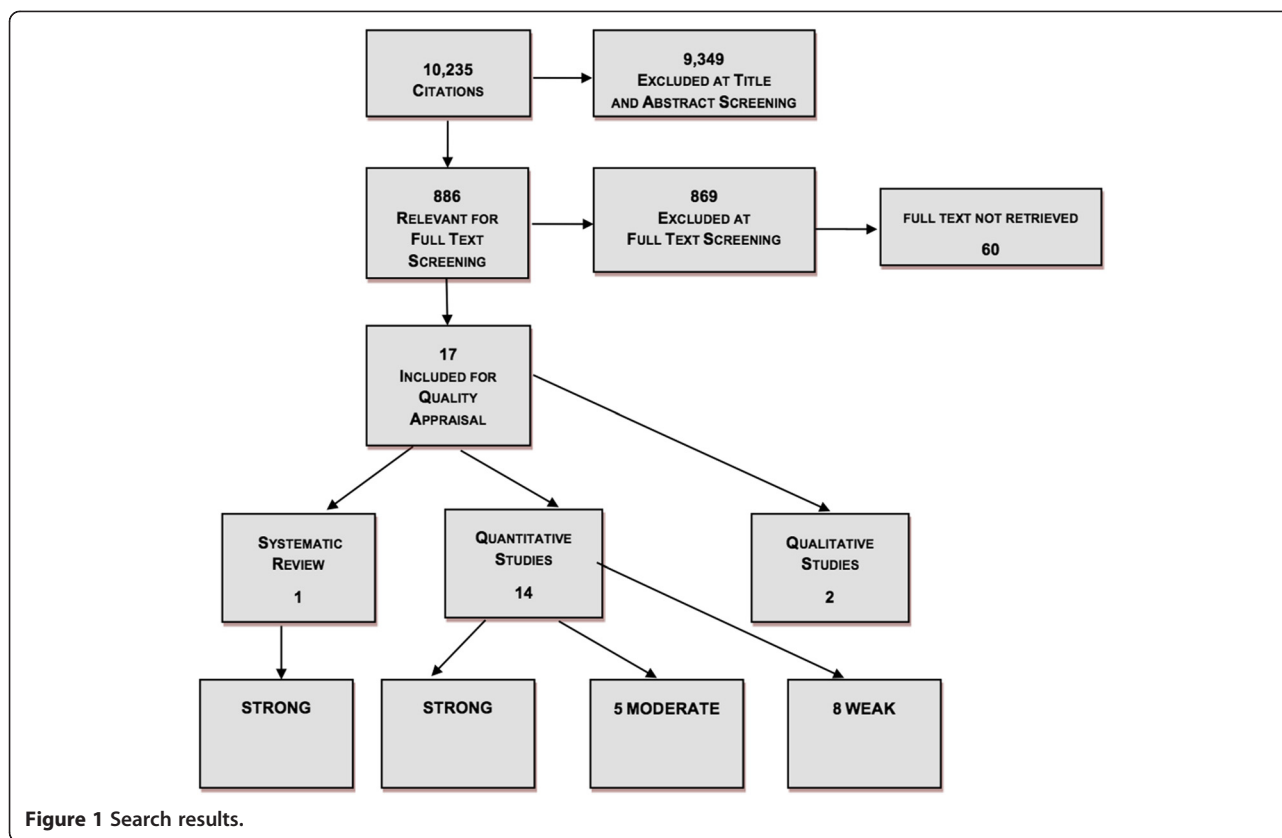 10,235
CITATIONS
9,349
EXCLUDED AT TITLE
AND ABSTRACT SCREENING
886
RELEVANT FOR
FULL TEXT
SCREENING
869
EXCLUDED AT
FULL TEXT SCREENING
FULL TEXT NOT RETRIEVED
60
17
INCLUDED FOR
QUALITY
APPRAISAL
SYSTEMATIC
REVIEW
1
QUANTITATIVE
STUDIES
14
QUALITATIVE
STUDIES
2
STRONG
STRONG
5 MODERATE
8 WEAK
Figure 1 Search results.